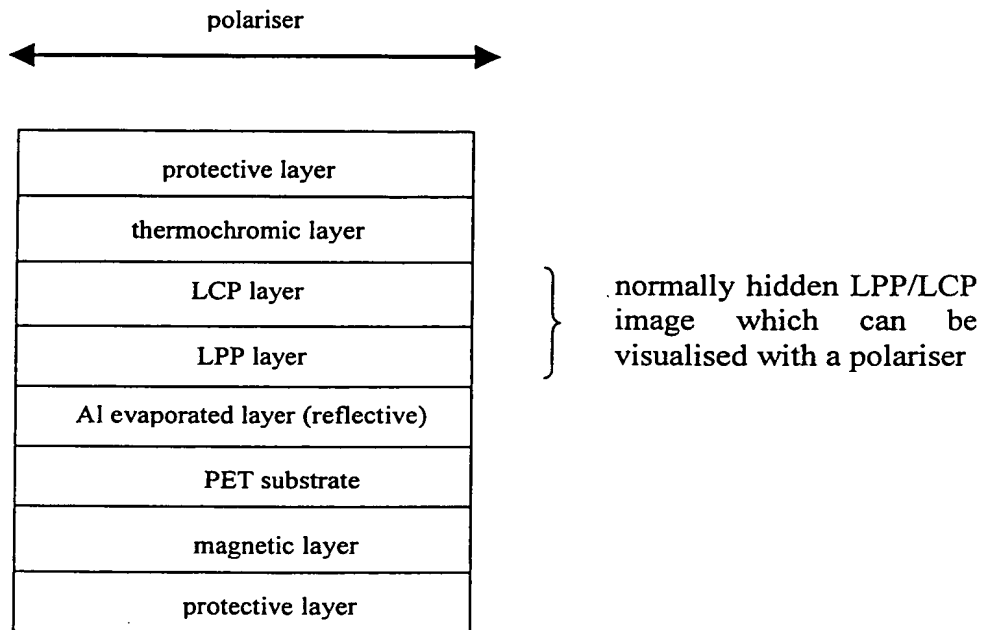 polariser
protective layer
thermochromic layer
LCP layer
LPP layer
Al evaporated layer (reflective)
PET substrate
magnetic layer
protective layer
normally hidden LPP/LCP
image which can be
visualised with a polariser